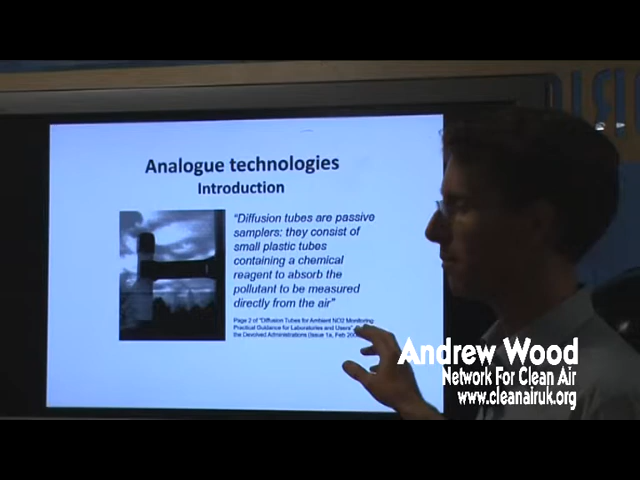 Analogue technologies
Introduction
"Diffusion tubes are passive
samplers: they consist of
small plastic tubes
containing a chemical
reagent to absorb the
pollutant to be measured
directly from the air"
Page 2 of "Diffusion Tubes for Ambient NO2 Monitoring:
Practical Guidance for Laboratories and Users"
the Devolved Administrations (Issue 1a, Feb
Andrew Wood
Network For Clean Air
www.cleanairuk.org